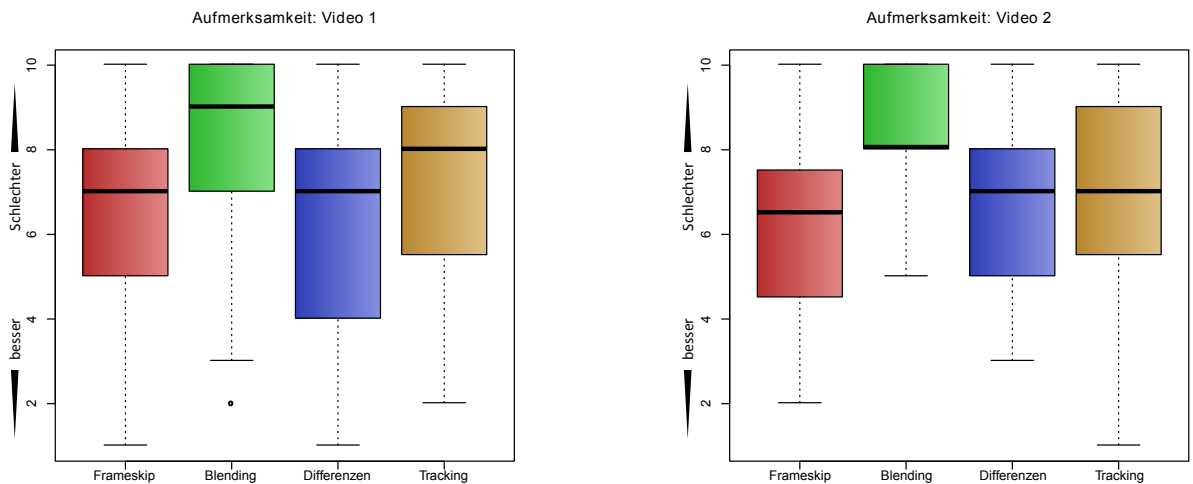 Aufmerksamkeit: Video 1
10
8
6
4
2
Schlechter
besser
Frameskip Blending Differenzen Tracking
Aufmerksamkeit: Video 2
10
8
6
4
2
Schlechter
besser
Frameskip Blending Differenzen Tracking